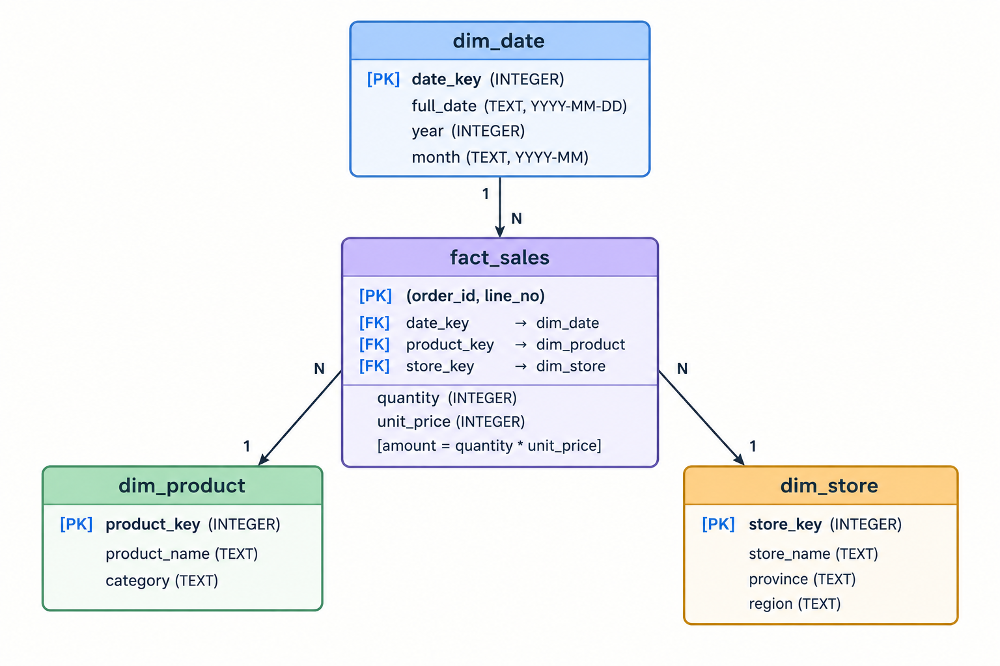 dim_date
[PK] date_key (INTEGER)
full_date (TEXT, YYYY-MM-DD)
year (INTEGER)
month (TEXT, YYYY-MM)
1
N
fact_sales
[PK] (order_id, line_no)
[FK] date_key → dim_date
[FK] product_key → dim_product
[FK] store_key → dim_store
quantity (INTEGER)
unit_price (INTEGER)
[amount = quantity * unit_price]
N
1
N
1
dim_product
[PK] product_key (INTEGER)
product_name (TEXT)
category (TEXT)
dim_store
[PK] store_key (INTEGER)
store_name (TEXT)
province (TEXT)
region (TEXT)